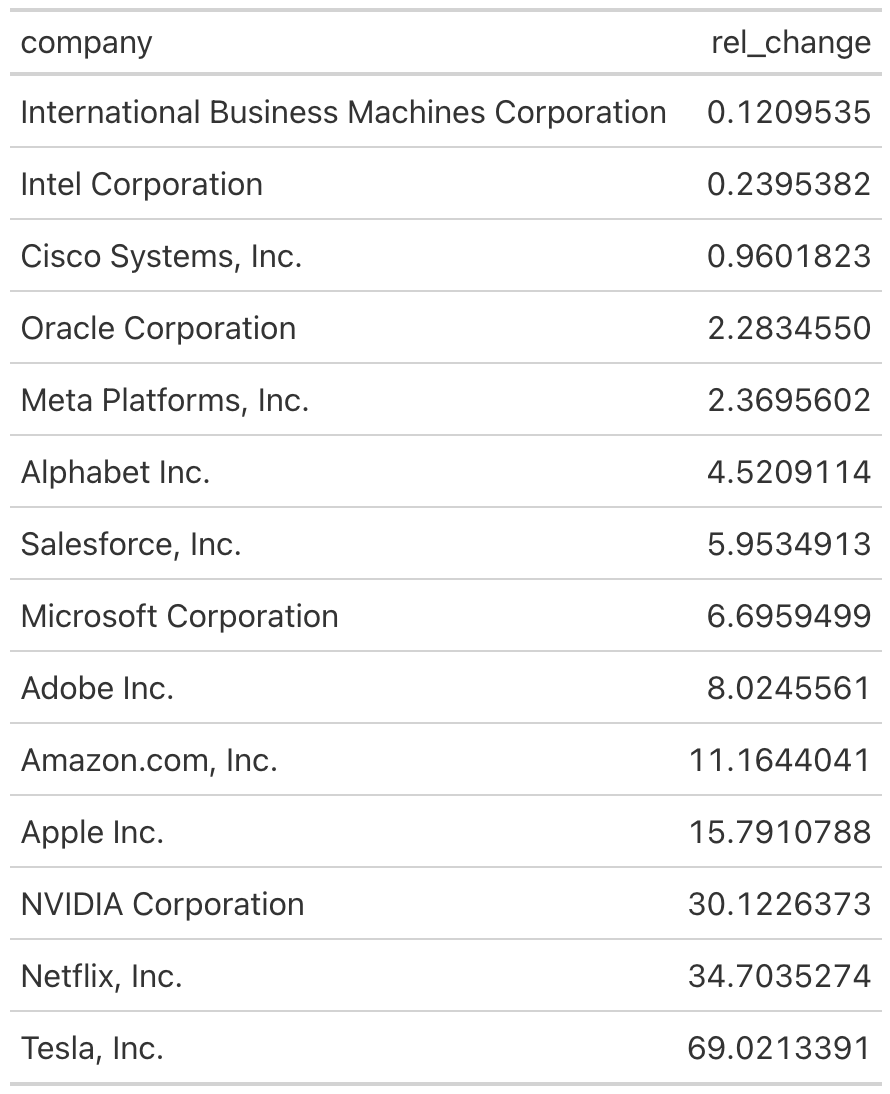 company rel_change
International Business Machines Corporation 0.1209535
Intel Corporation 0.2395382
Cisco Systems, Inc. 0.9601823
Oracle Corporation 2.2834550
Meta Platforms, Inc. 2.3695602
Alphabet Inc. 4.5209114
Salesforce, Inc. 5.9534913
Microsoft Corporation 6.6959499
Adobe Inc. 8.0245561
Amazon.com, Inc. 11.1644041
Apple Inc. 15.7910788
NVIDIA Corporation 30.1226373
Netflix, Inc. 34.7035274
Tesla, Inc. 69.0213391